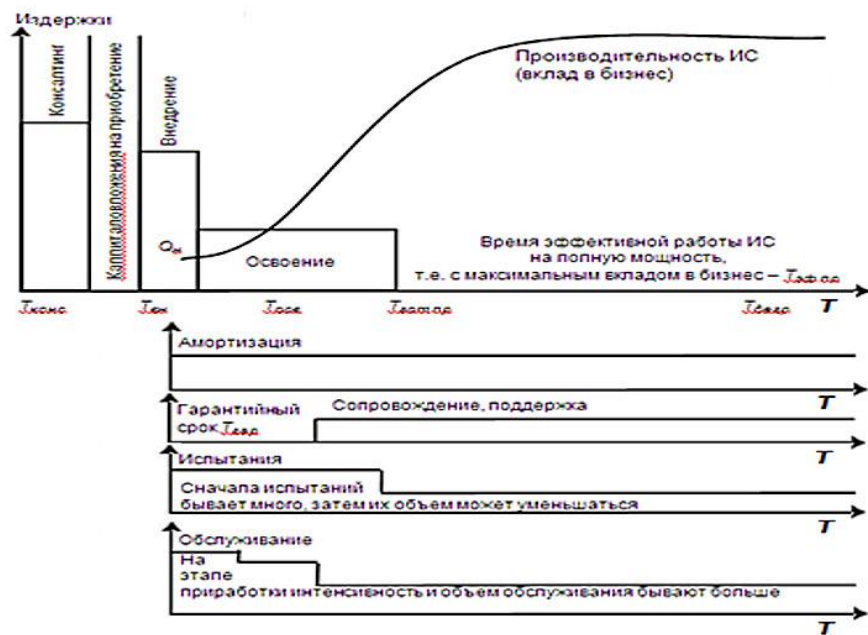 Издержки
Консалтинг
Каппиталовложения на приобретение
Внедрение
Производительность ИС
(вклад в бизнес)
Освоение
Время эффективной работы ИС
на полную мощность,
т.е. с максимальным вкладом в бизнес –
T
Амортизация
T
Гарантийный
срок
Сопровождение, поддержка
T
Испытания
Сначала испытаний
бывает много, затем их объем может уменьшаться
T
Обслуживание
На
этапе
приработки интенсивность и объем обслуживания бывают больше
T